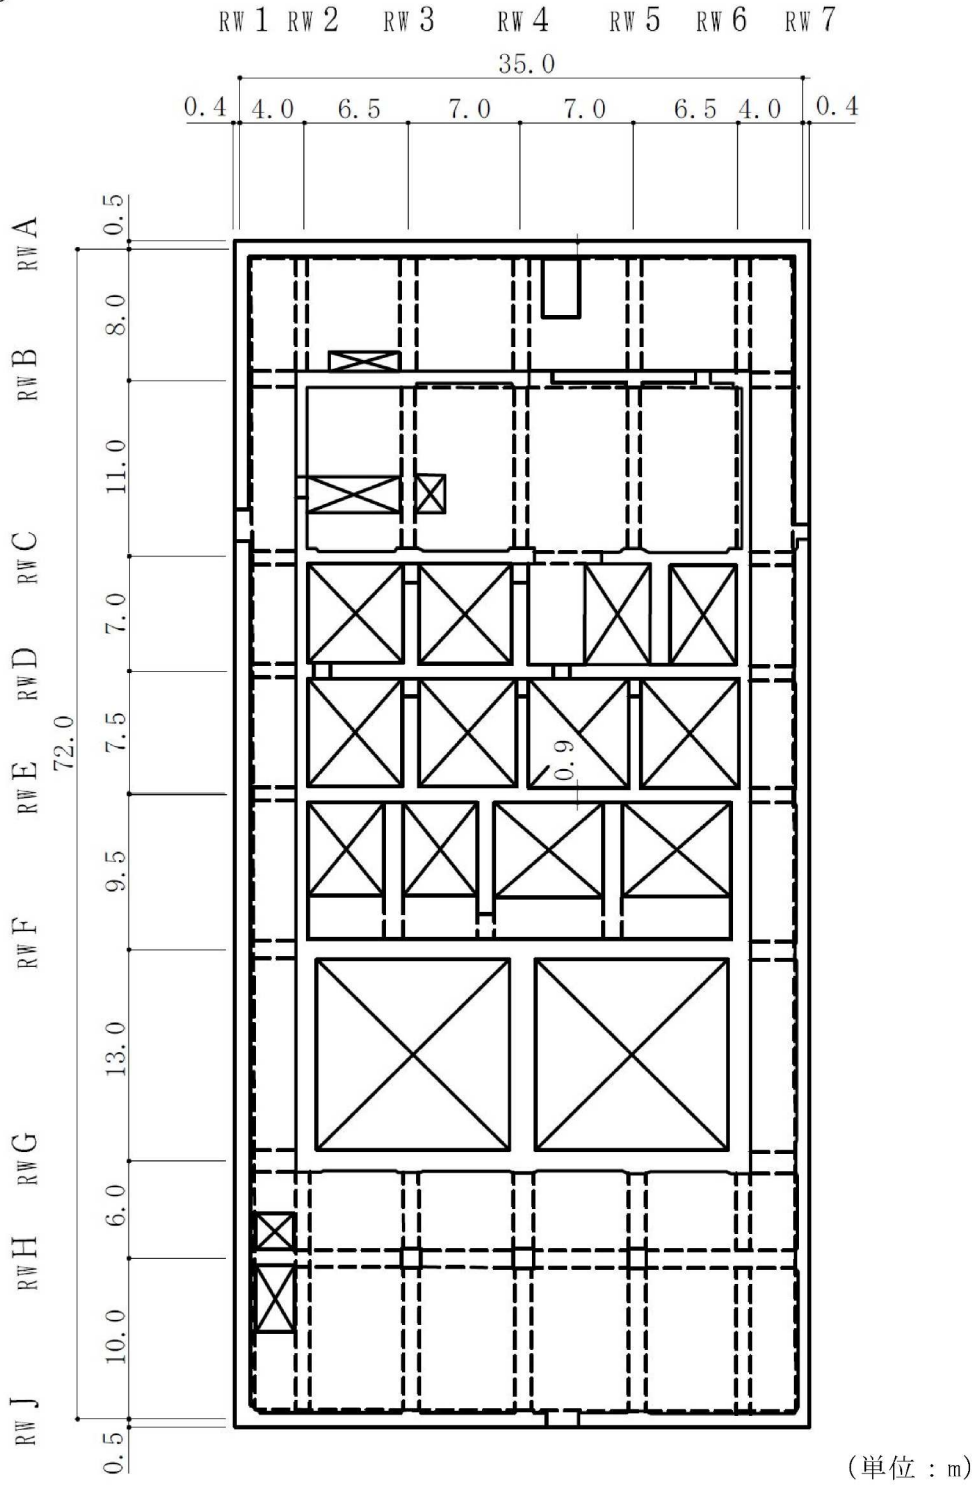 RW1 RW2 RW3 RW4 RW5 RW6 RW7
35.0
0.4 4.0 6.5 7.0 7.0 6.5 4.0 0.4
RWA
0.5
8.0
RWB
11.0
RWC
7.0
RWD
72.0
7.5
RWE
0.9
9.5
RWF
13.0
RWG
6.0
RWH
10.0
RWJ
0.5
(単位：m)